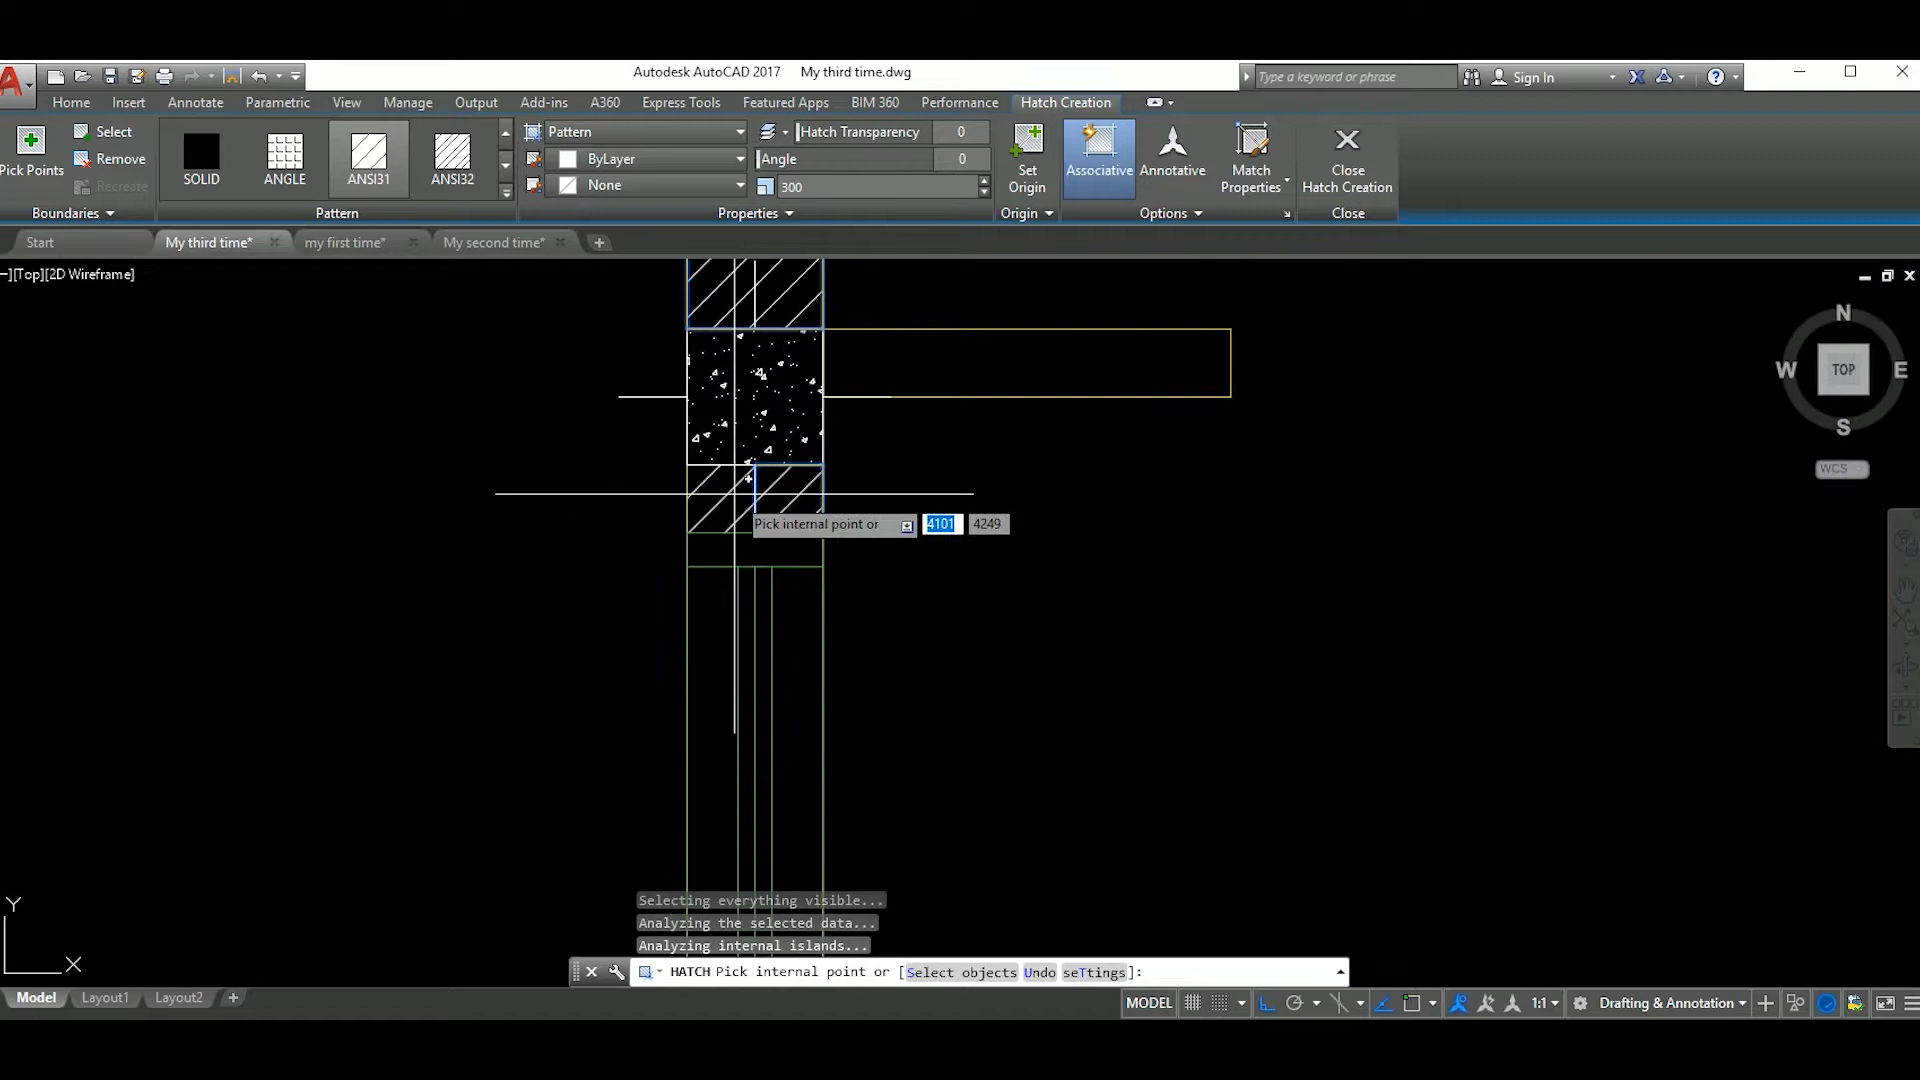 Autodesk AutoCAD 2017 My third time.dwg
Type a keyword or phrase
Sign In
Home Insert Annotate Parametric View Manage Output Add-ins A360 Express Tools Featured Apps BIM 360 Performance Hatch Creation
Pick Points
Select
Remove
Recreate
Boundaries
SOLID ANGLE ANSI31 ANSI32
Pattern
Pattern
ByLayer
None
Hatch Transparency 0
Angle 0
300
Properties
Set
Origin
Origin
Associative
Annotative
Match
Properties
Options
Close
Hatch Creation
Close
Start My third time* my first time* My second time*
−][Top][2D Wireframe]
N
W TOP E
S
WCS
Pick internal point or 4101 4249
Selecting everything visible...
Analyzing the selected data...
Analyzing internal islands...
Y
X
HATCH Pick internal point or [Select objects Undo seTtings]:
Model Layout1 Layout2
MODEL 1:1 Drafting & Annotation